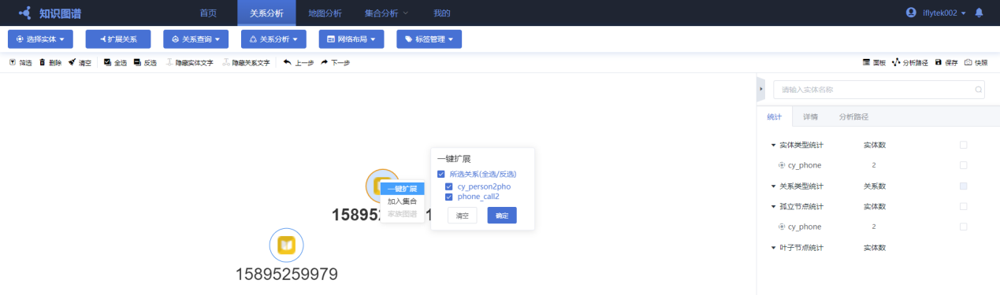 知识图谱 首页 关系分析 地图分析 集合分析 我的 iflytek002
选择实体 扩展关系 关系查询 关系分析 网络布局 标签管理
筛选 删除 清空 全选 反选 隐藏实体文字 隐藏关系文字 上一步 下一步 面板 分析路径 保存 快照
请输入实体名称
统计 详情 分析路径
实体类型统计 实体数
cy_phone 2
关系类型统计 关系数
孤立节点统计 实体数
cy_phone 2
叶子节点统计 实体数
一键扩展
所选关系(全选/反选)
cy_person2pho
phone_call2
清空 确定
一键扩展
加入集合
家族图谱
15895
15895259979